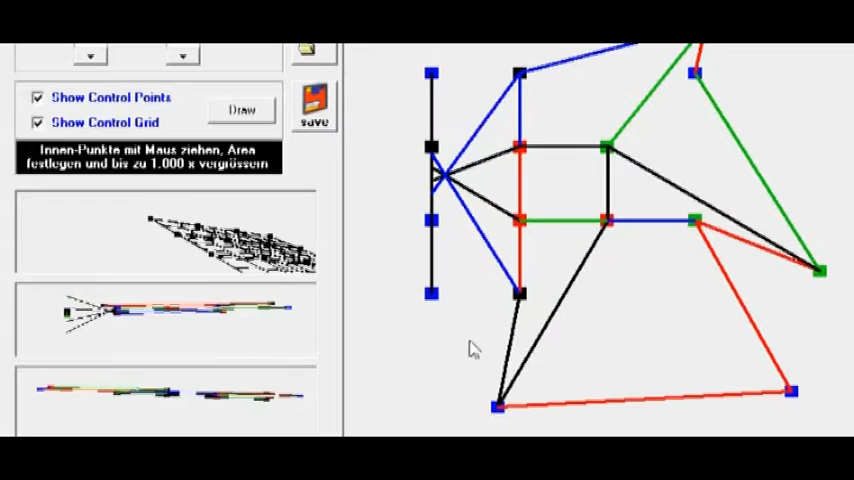 Show Control Points
Draw
Show Control Grid
save
Innen-Punkte mit Maus ziehen, Area
festlegen und bis zu 1.000 x vergrössern